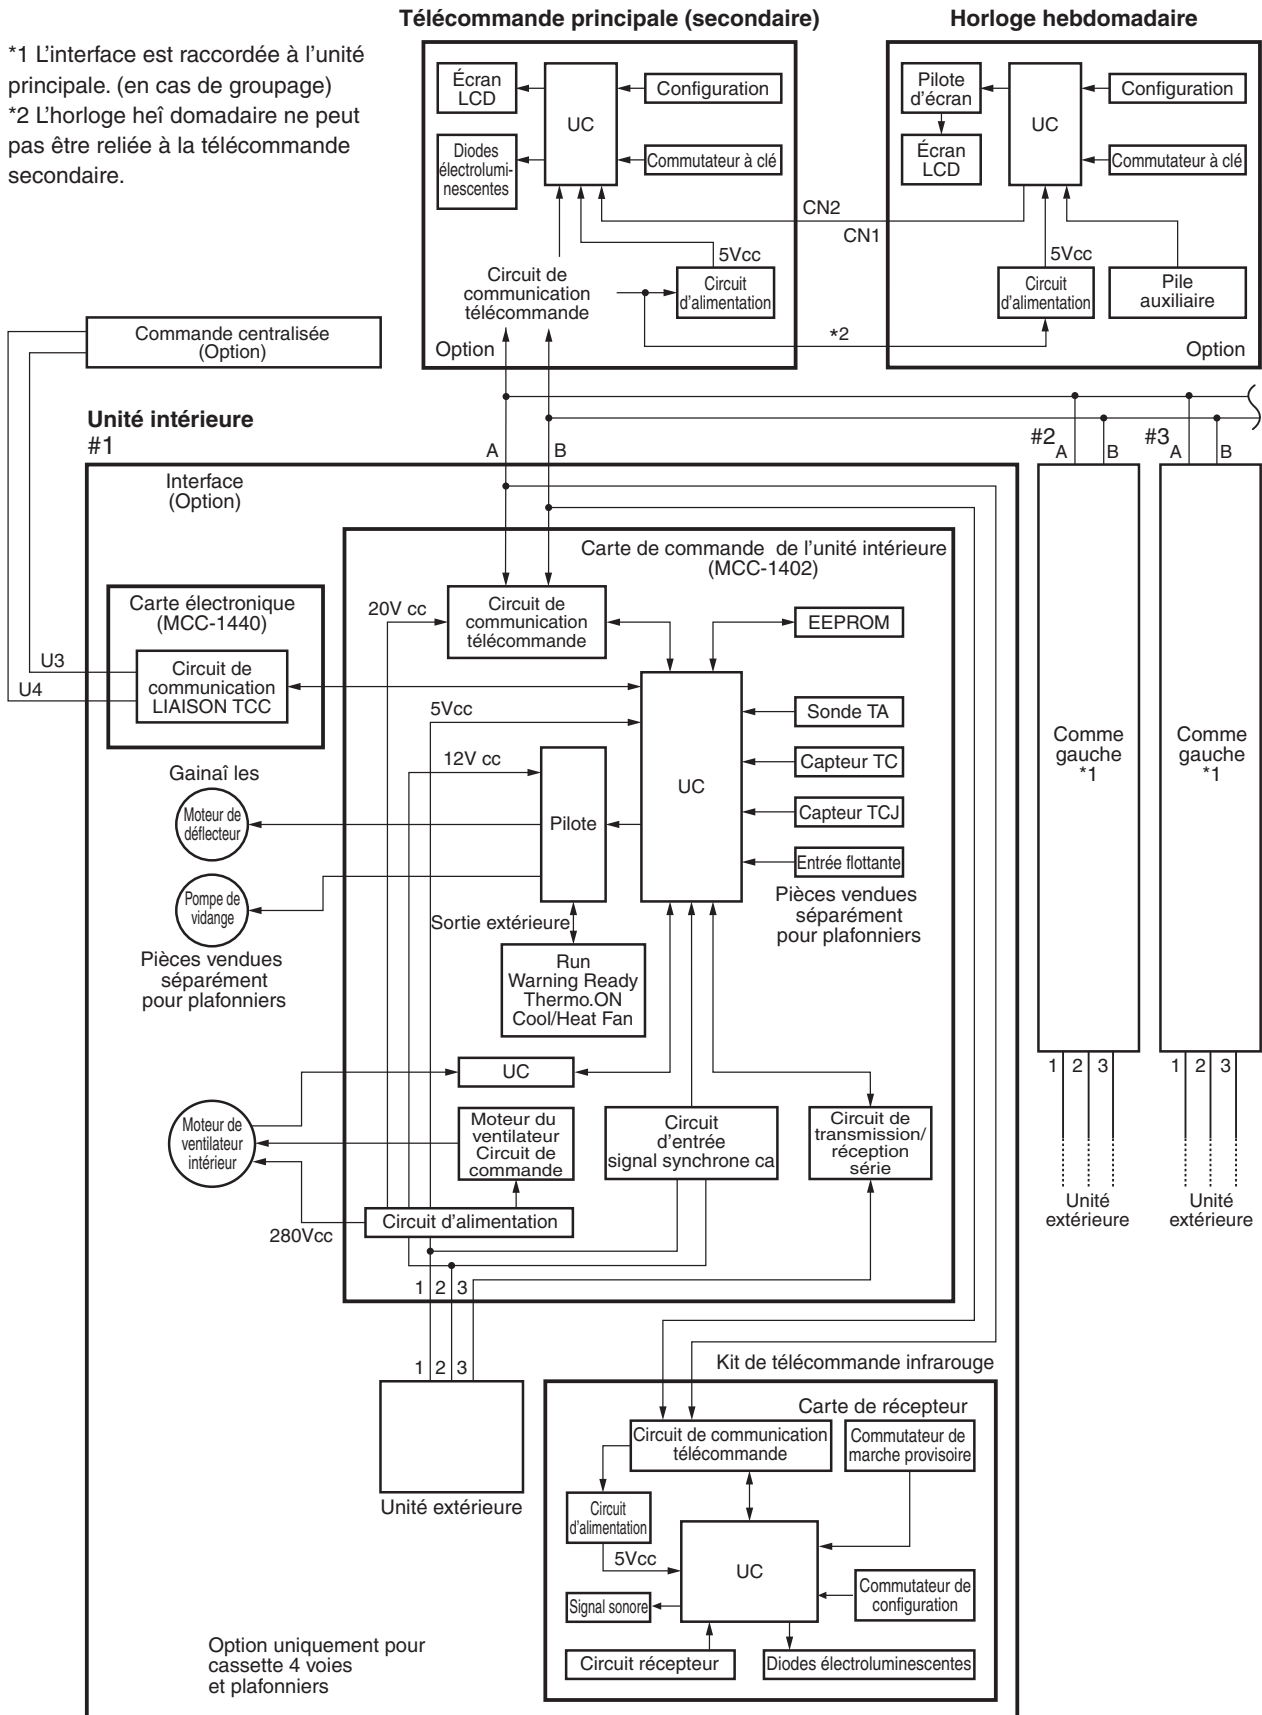 Télécommande principale (secondaire)
Horloge hebdomadaire
*1 L'interface est raccordée à l'unité
principale. (en cas de groupage)
*2 L'horloge heî domadaire ne peut
pas être reliée à la télécommande
secondaire.
Écran
LCD
UC
Configuration
Diodes
électrolumi-
nescentes
Commutateur à clé
Pilote
d'écran
UC
Configuration
Écran
LCD
Commutateur à clé
CN2
CN1
5Vcc
Circuit de
communication
télécommande
Circuit
d'alimentation
5Vcc
Circuit
d'alimentation
Pile
auxiliaire
*2
Option
Option
Commande centralisée
(Option)
Unité intérieure
#1
A
B
#2
A
B
#3
A
B
Interface
(Option)
Carte de commande de l'unité intérieure
(MCC-1402)
Carte électronique
(MCC-1440)
20V cc
Circuit de
communication
télécommande
EEPROM
U3
U4
Circuit de
communication
LIAISON TCC
5Vcc
Sonde TA
12V cc
Capteur TC
UC
Comme
gauche
*1
Comme
gauche
*1
Gainaî les
Moteur de
déflecteur
Pilote
Capteur TCJ
Entrée flottante
Pompe de
vidange
Pièces vendues
séparément
pour plafonniers
Sortie extérieure
Pièces vendues
séparément
pour plafonniers
Run
Warning Ready
Thermo.ON
Cool/Heat Fan
UC
1 2 3
1 2 3
Moteur de
ventilateur
intérieur
Moteur du
ventilateur
Circuit de
commande
Circuit
d'entrée
signal synchrone ca
Circuit de
transmission/
réception
série
Unité
extérieure
Unité
extérieure
280Vcc
Circuit d'alimentation
1 2 3
1 2 3
Unité extérieure
Kit de télécommande infrarouge
Carte de récepteur
Circuit de communication
télécommande
Commutateur de
marche provisoire
Circuit
d'alimentation
5Vcc
UC
Signal sonore
Commutateur de
configuration
Circuit récepteur
Diodes électroluminescentes
Option uniquement pour
cassette 4 voies
et plafonniers